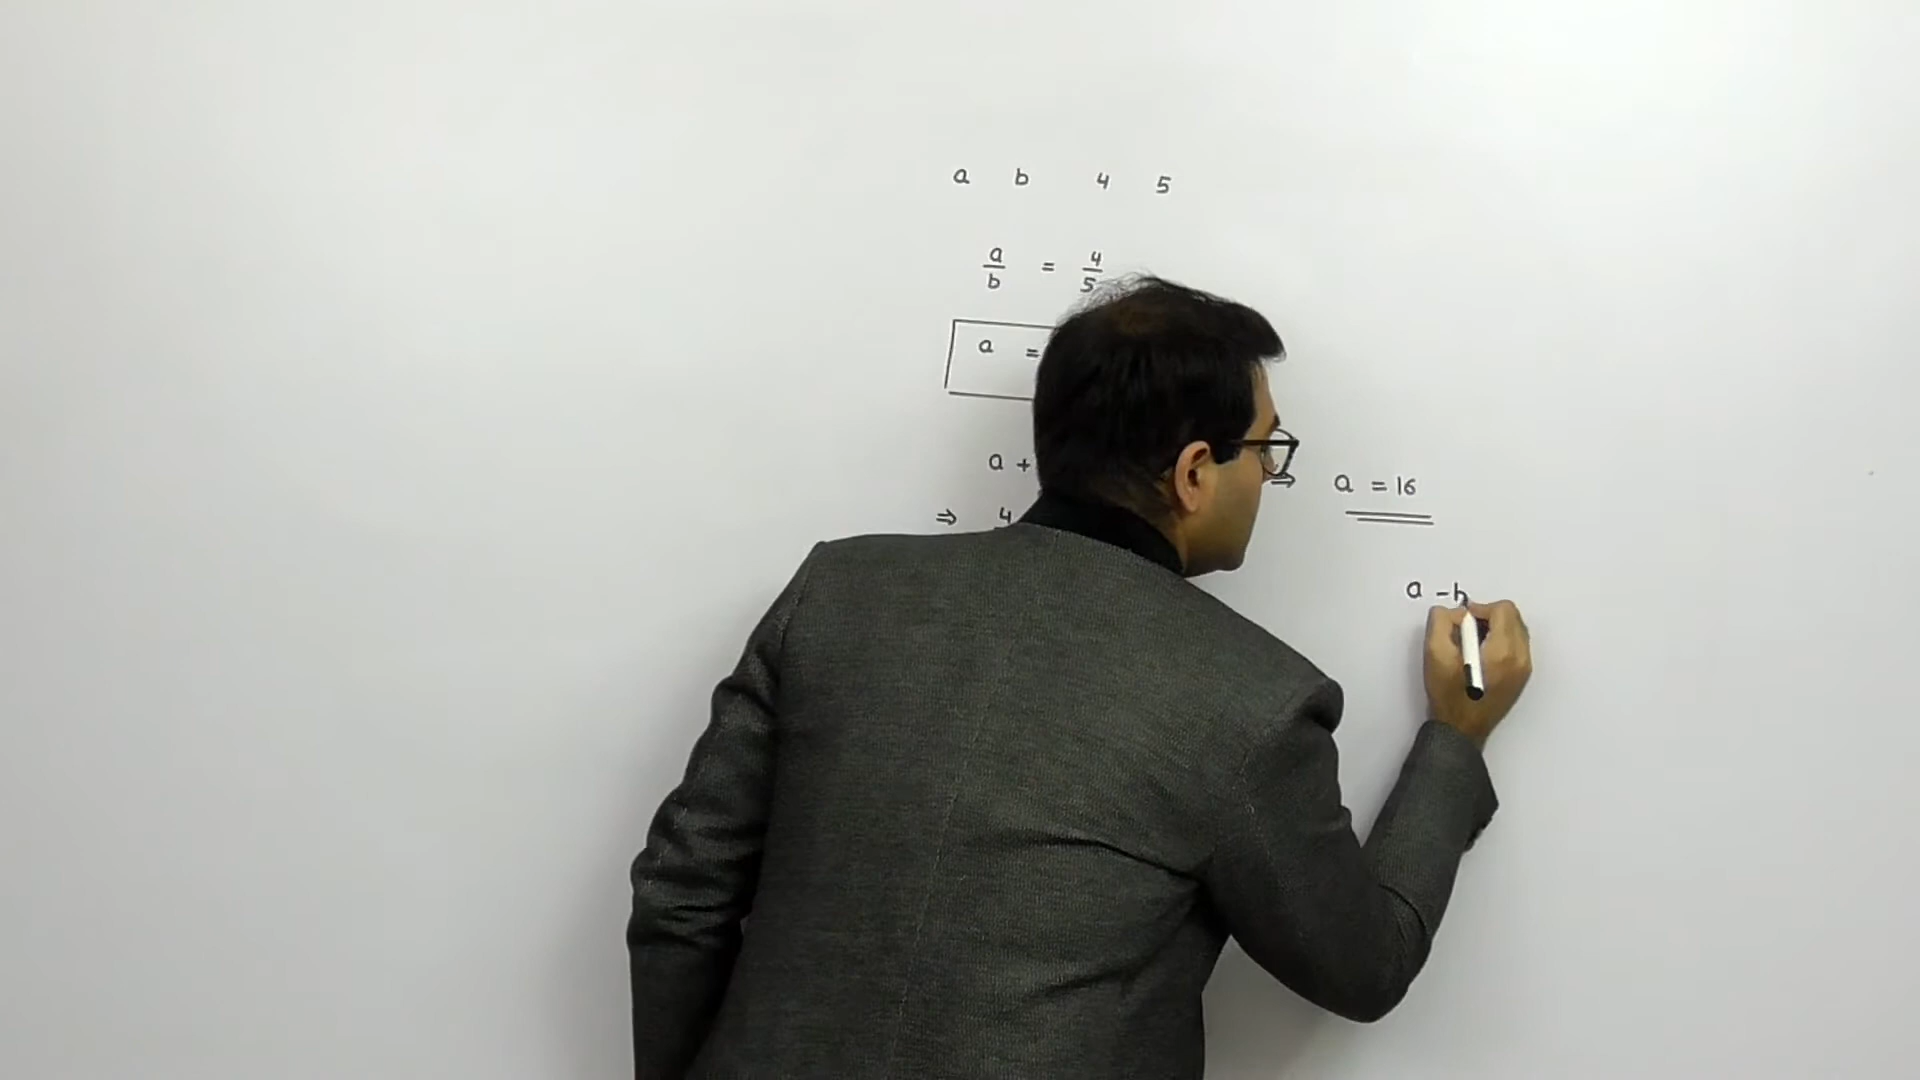 a b 4 5
a/b = 4/5
a =
a +
⇒ a = 16
⇒ 4
a -